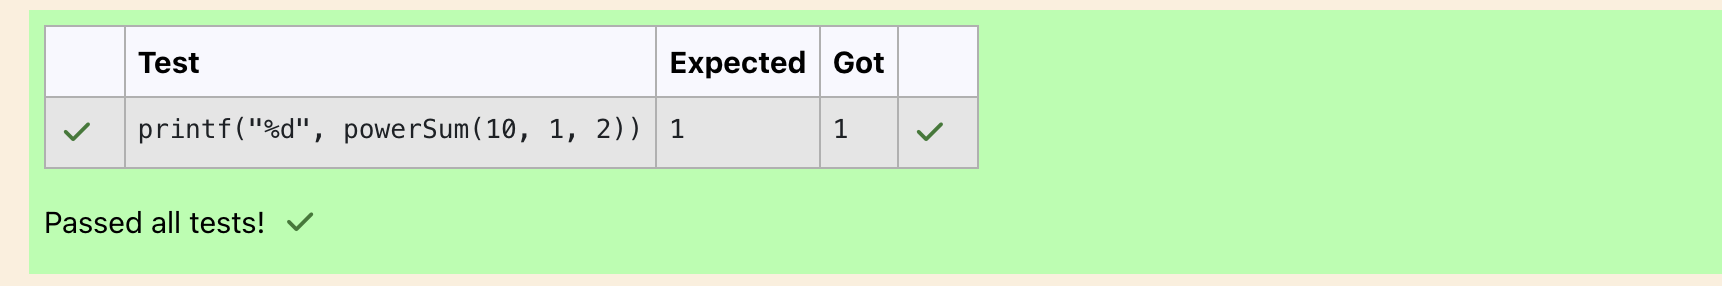 Test Expected Got
printf("%d", powerSum(10, 1, 2)) 1 1
Passed all tests!